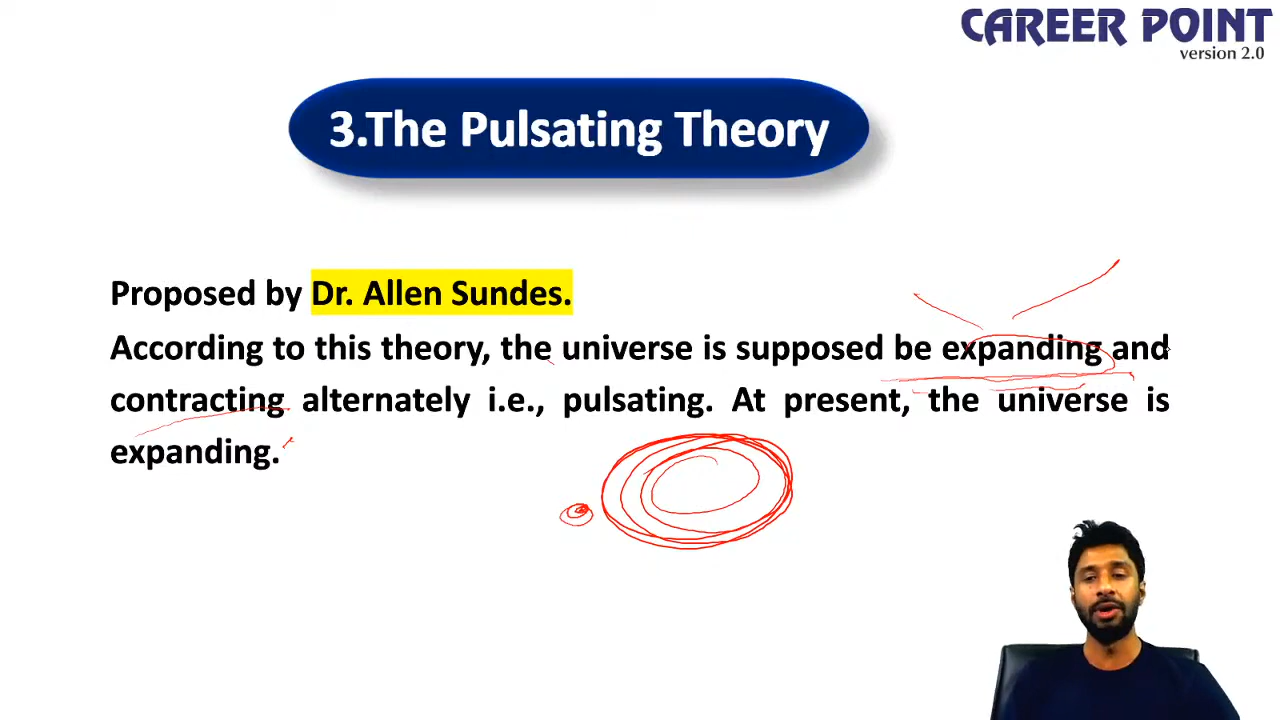 CAREER POINT
version 2.0
3.The Pulsating Theory
Proposed by Dr. Allen Sundes.
According to this theory, the universe is supposed be expanding and
contracting alternately i.e., pulsating. At present, the universe is
expanding.